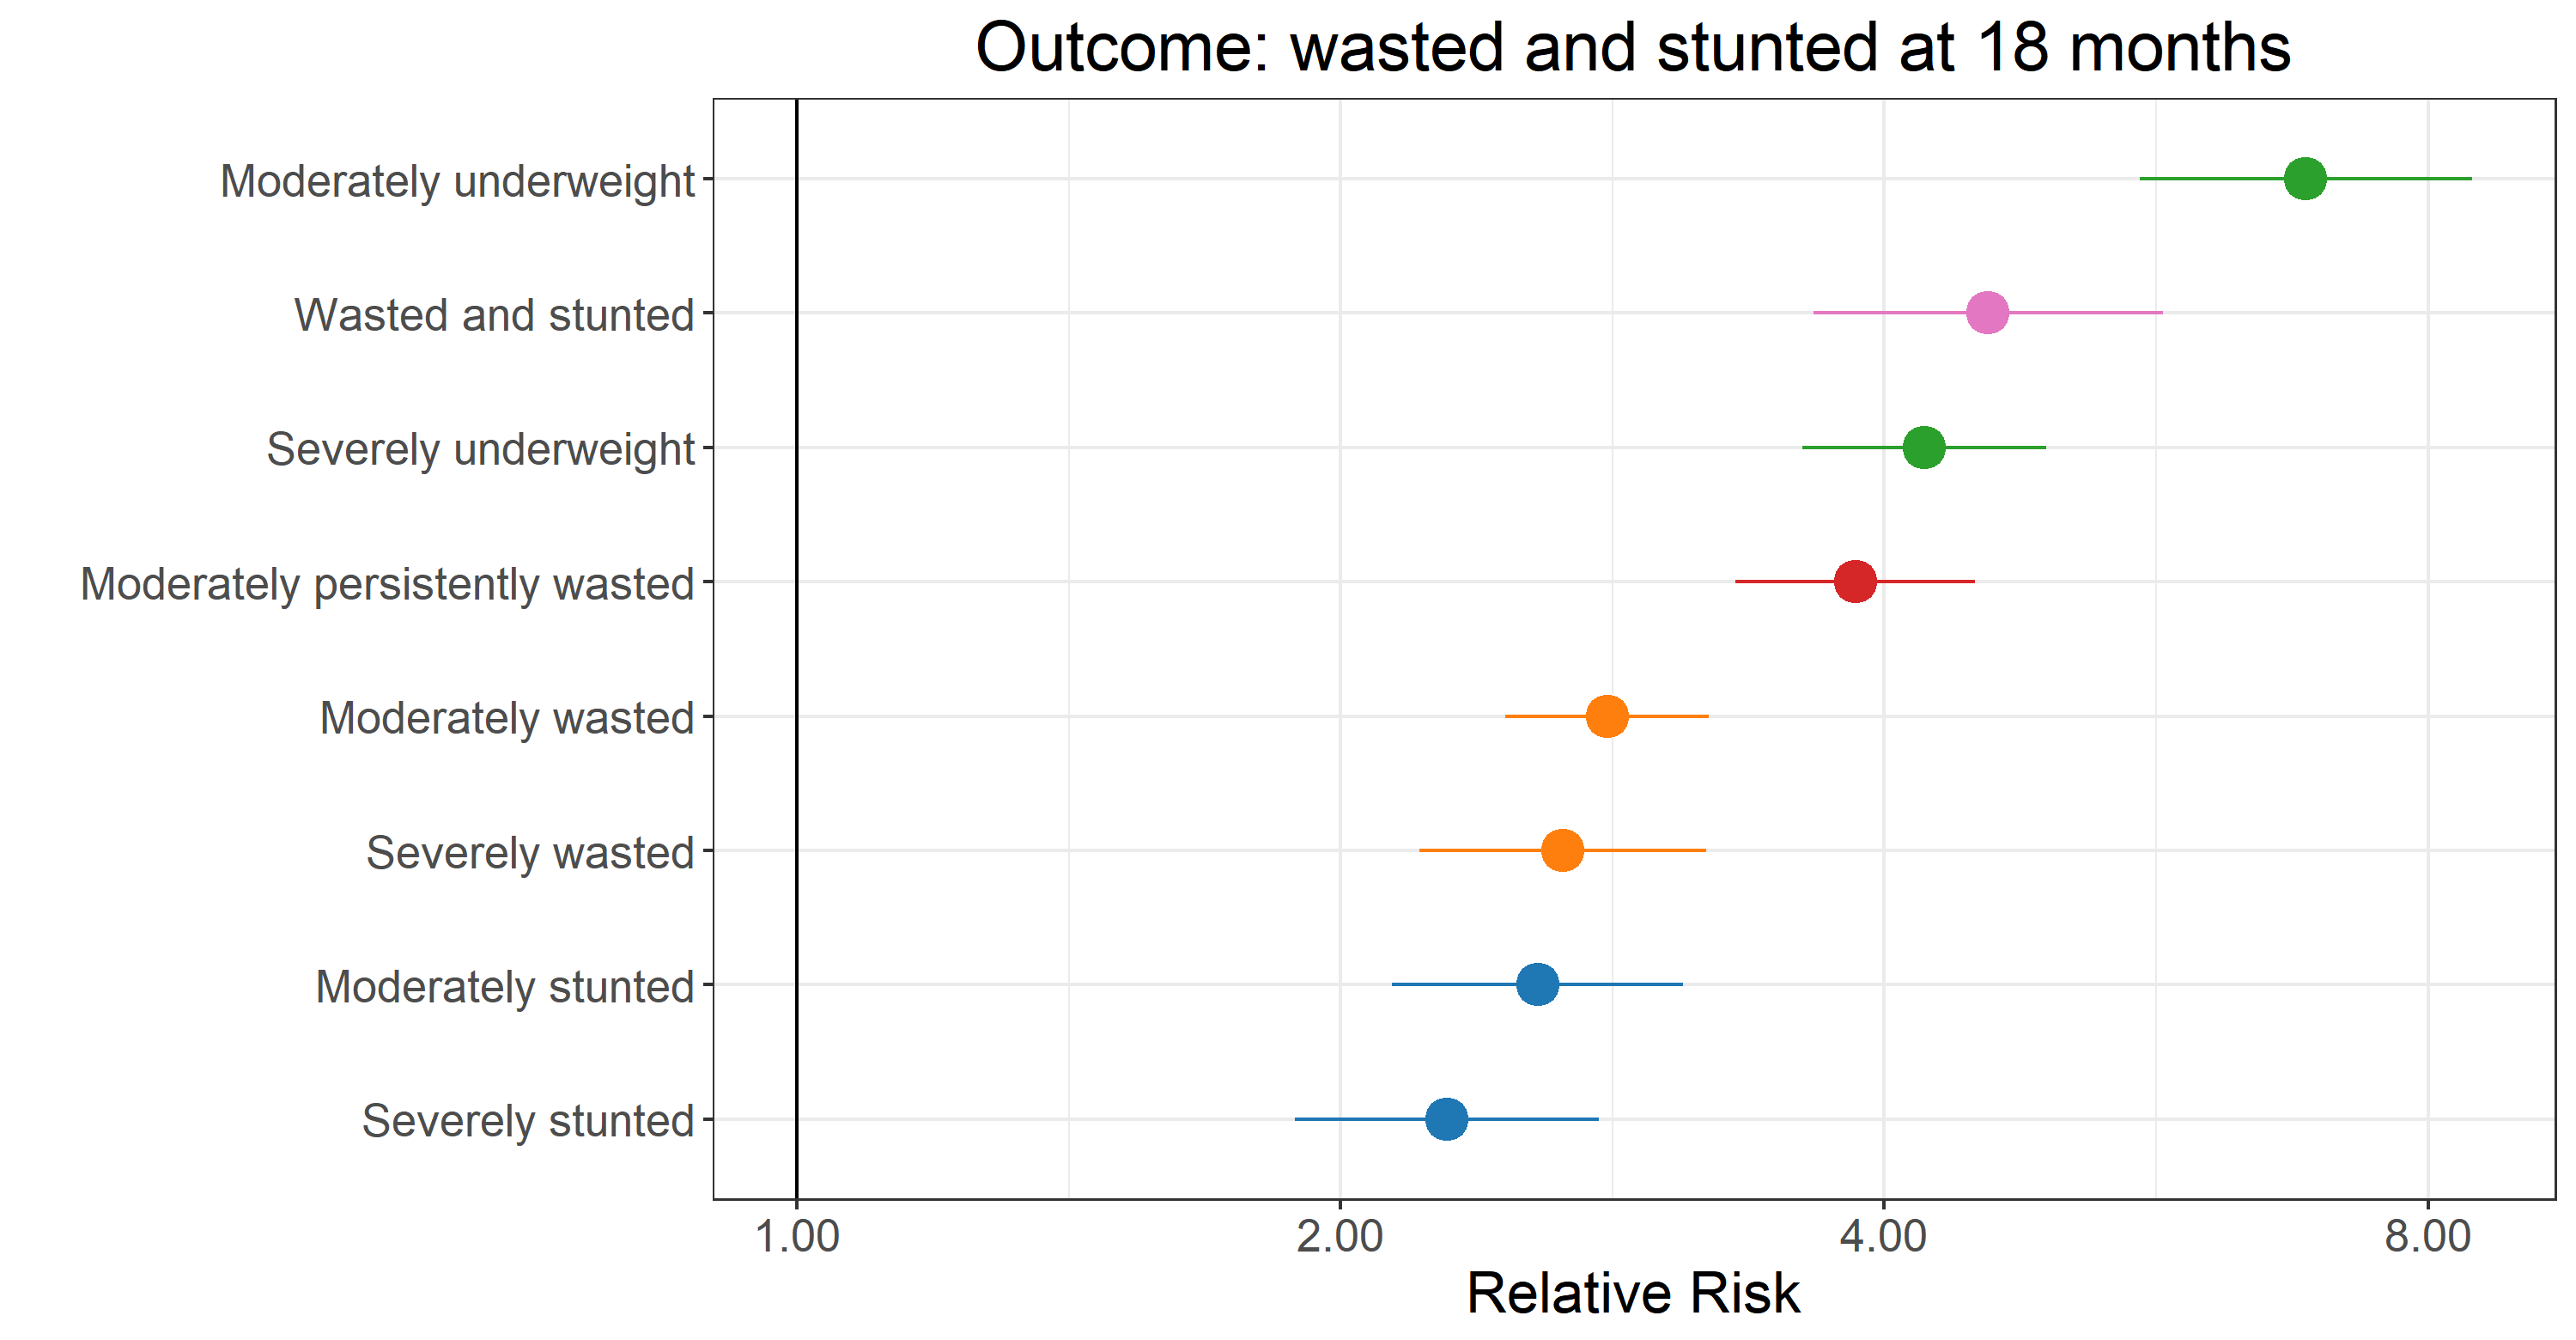 Outcome: wasted and stunted at 18 months
Moderately underweight
Wasted and stunted
Severely underweight
Moderately persistently wasted
Moderately wasted
Severely wasted
Moderately stunted
Severely stunted
1.00 2.00 4.00 8.00
Relative Risk